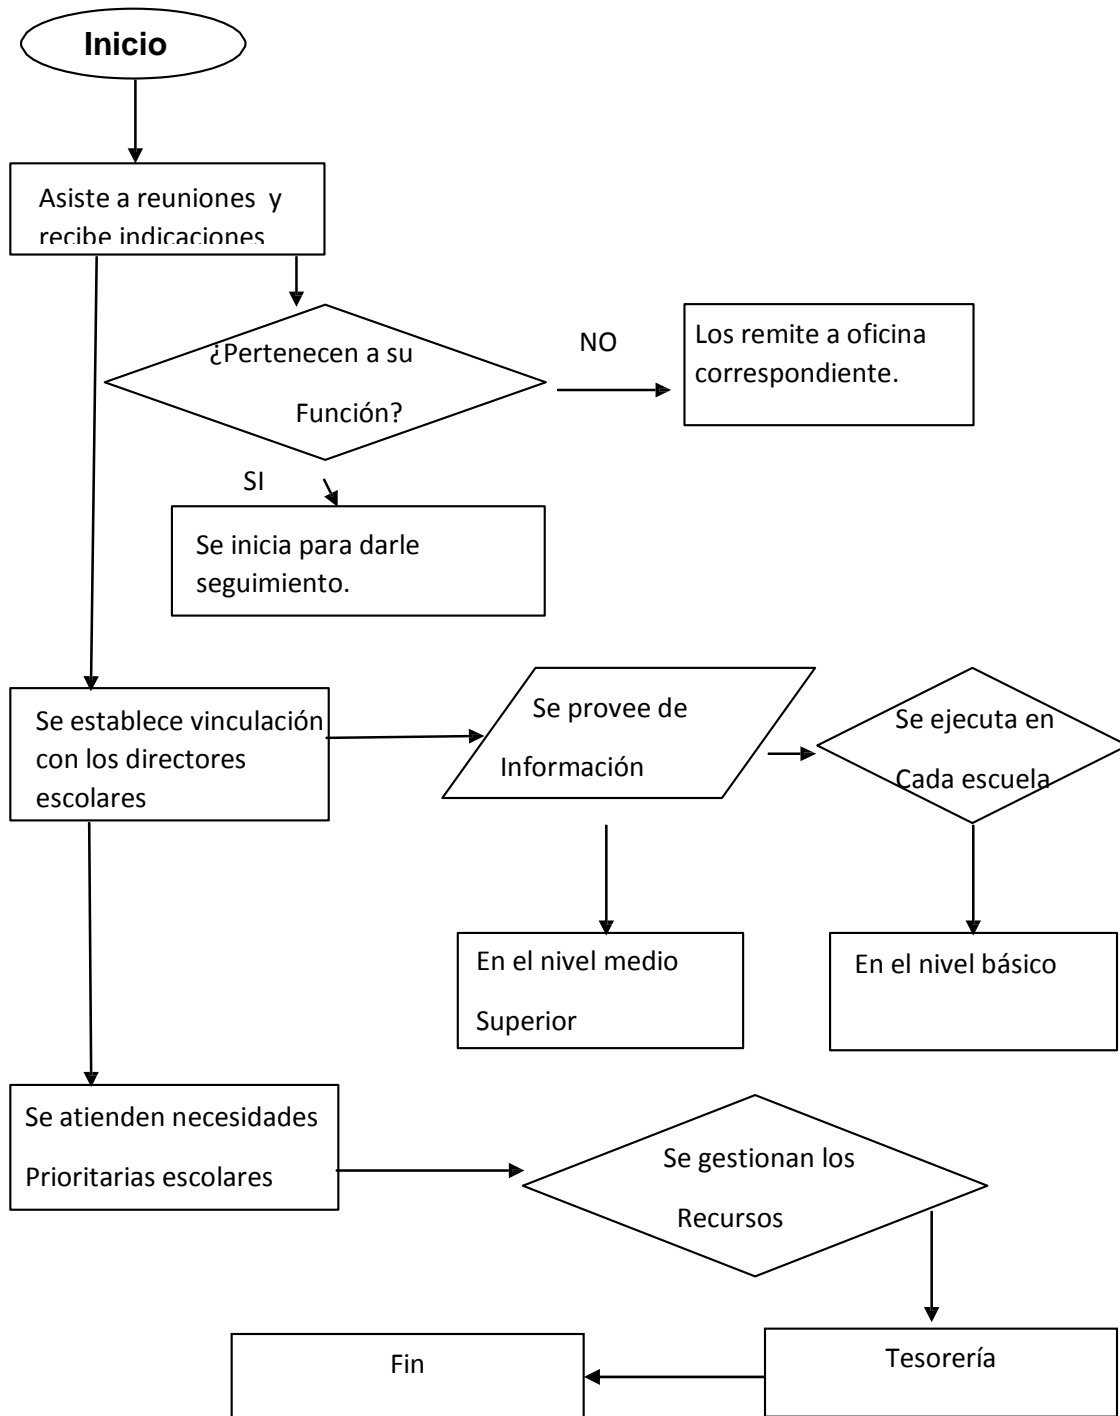 Inicio
Asiste a reuniones y
recibe indicaciones
¿Pertenecen a su
Función?
NO
Los remite a oficina
correspondiente.
SI
Se inicia para darle
seguimiento.
Se establece vinculación
con los directores
escolares
Se provee de
Información
Se ejecuta en
Cada escuela
En el nivel medio
Superior
En el nivel básico
Se atienden necesidades
Prioritarias escolares
Se gestionan los
Recursos
Tesorería
Fin